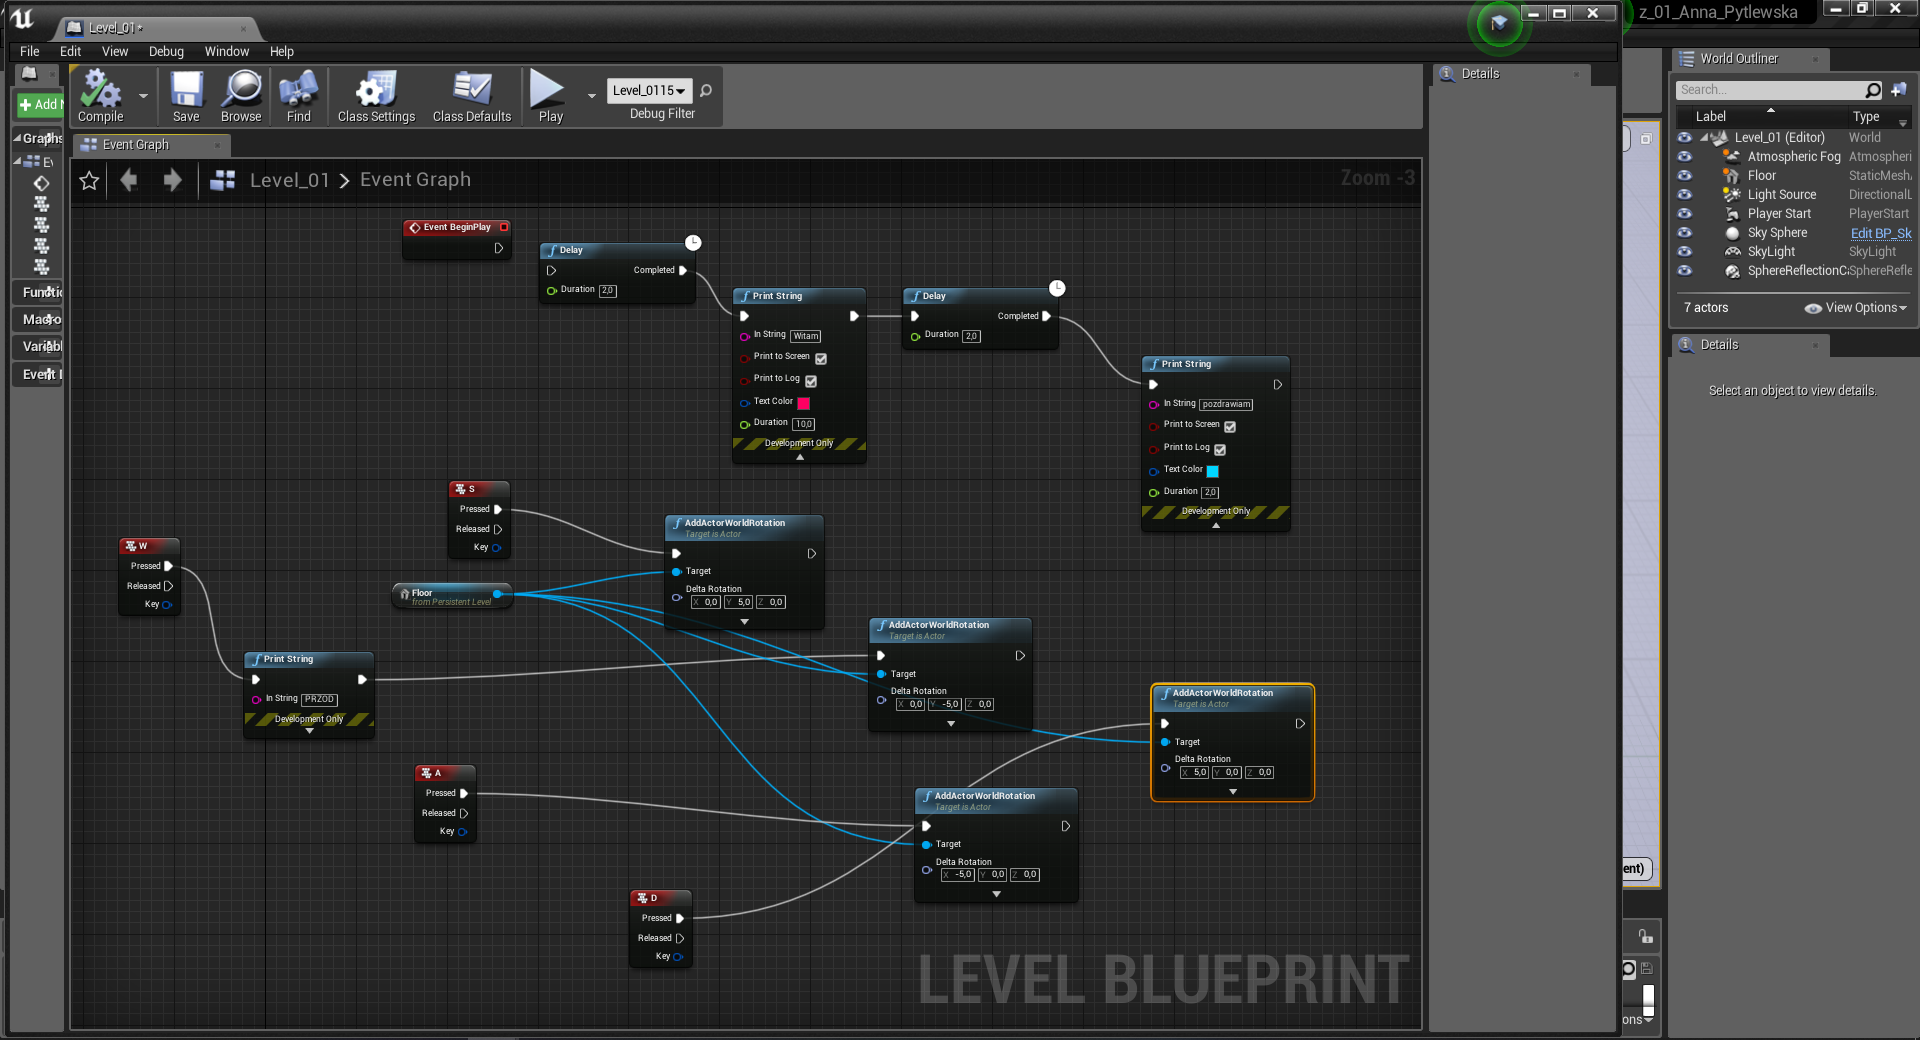 Level_01*
z_01_Anna_Pytlewska
File Edit View Debug Window Help
Compile
Save
Browse
Find
Class Settings
Class Defaults
Play
Level_0115
Debug Filter
Details
World Outliner
Search...
Label Type
Level_01 (Editor) World
Atmospheric Fog Atmospheri
Floor StaticMesh
Light Source DirectionalL
Player Start PlayerStart
Sky Sphere Edit BP_Sk
SkyLight SkyLight
SphereReflectionC SphereRefle
7 actors View Options
Details
Select an object to view details.
Add N
Graphs
Ev
Functi
Macro
Variabl
Event
Event Graph
Level_01 > Event Graph
Zoom -3
Event BeginPlay
Delay
Completed
Duration 2,0
Print String
In String Witam
Print to Screen
Print to Log
Text Color
Duration 10,0
Development Only
Delay
Completed
Duration 2,0
Print String
In String pozdrawiam
Print to Screen
Print to Log
Text Color
Duration 2,0
Development Only
S
Pressed
Released
Key
W
Pressed
Released
Key
Floor
from Persistent Level
AddActorWorldRotation
Target is Actor
Target
Delta Rotation
X 0,0 Y 5,0 Z 0,0
AddActorWorldRotation
Target is Actor
Target
Delta Rotation
X 0,0 Y -5,0 Z 0,0
Print String
In String PRZOD
Development Only
AddActorWorldRotation
Target is Actor
Target
Delta Rotation
X 5,0 Y 0,0 Z 0,0
A
Pressed
Released
Key
AddActorWorldRotation
Target is Actor
Target
Delta Rotation
X -5,0 Y 0,0 Z 0,0
D
Pressed
Released
Key
LEVEL BLUEPRINT
ent)
ons